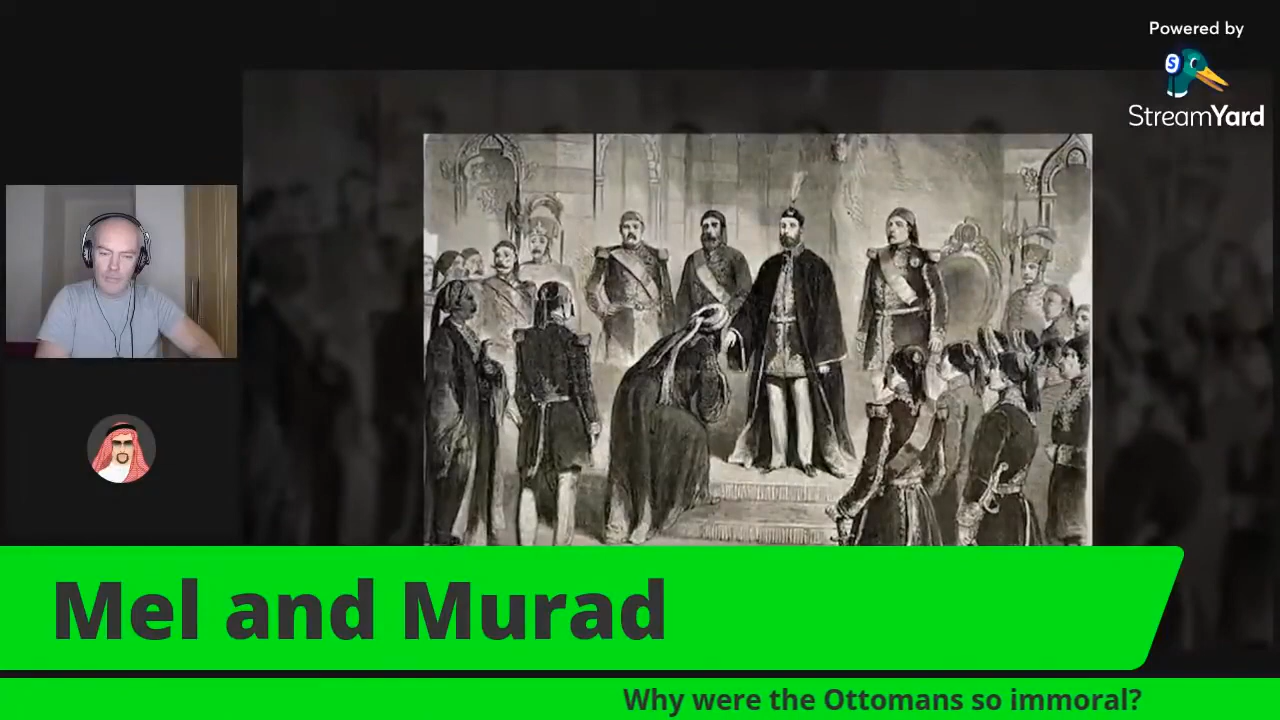 Powered by
StreamYard
Mel and Murad
Why were the Ottomans so immoral?